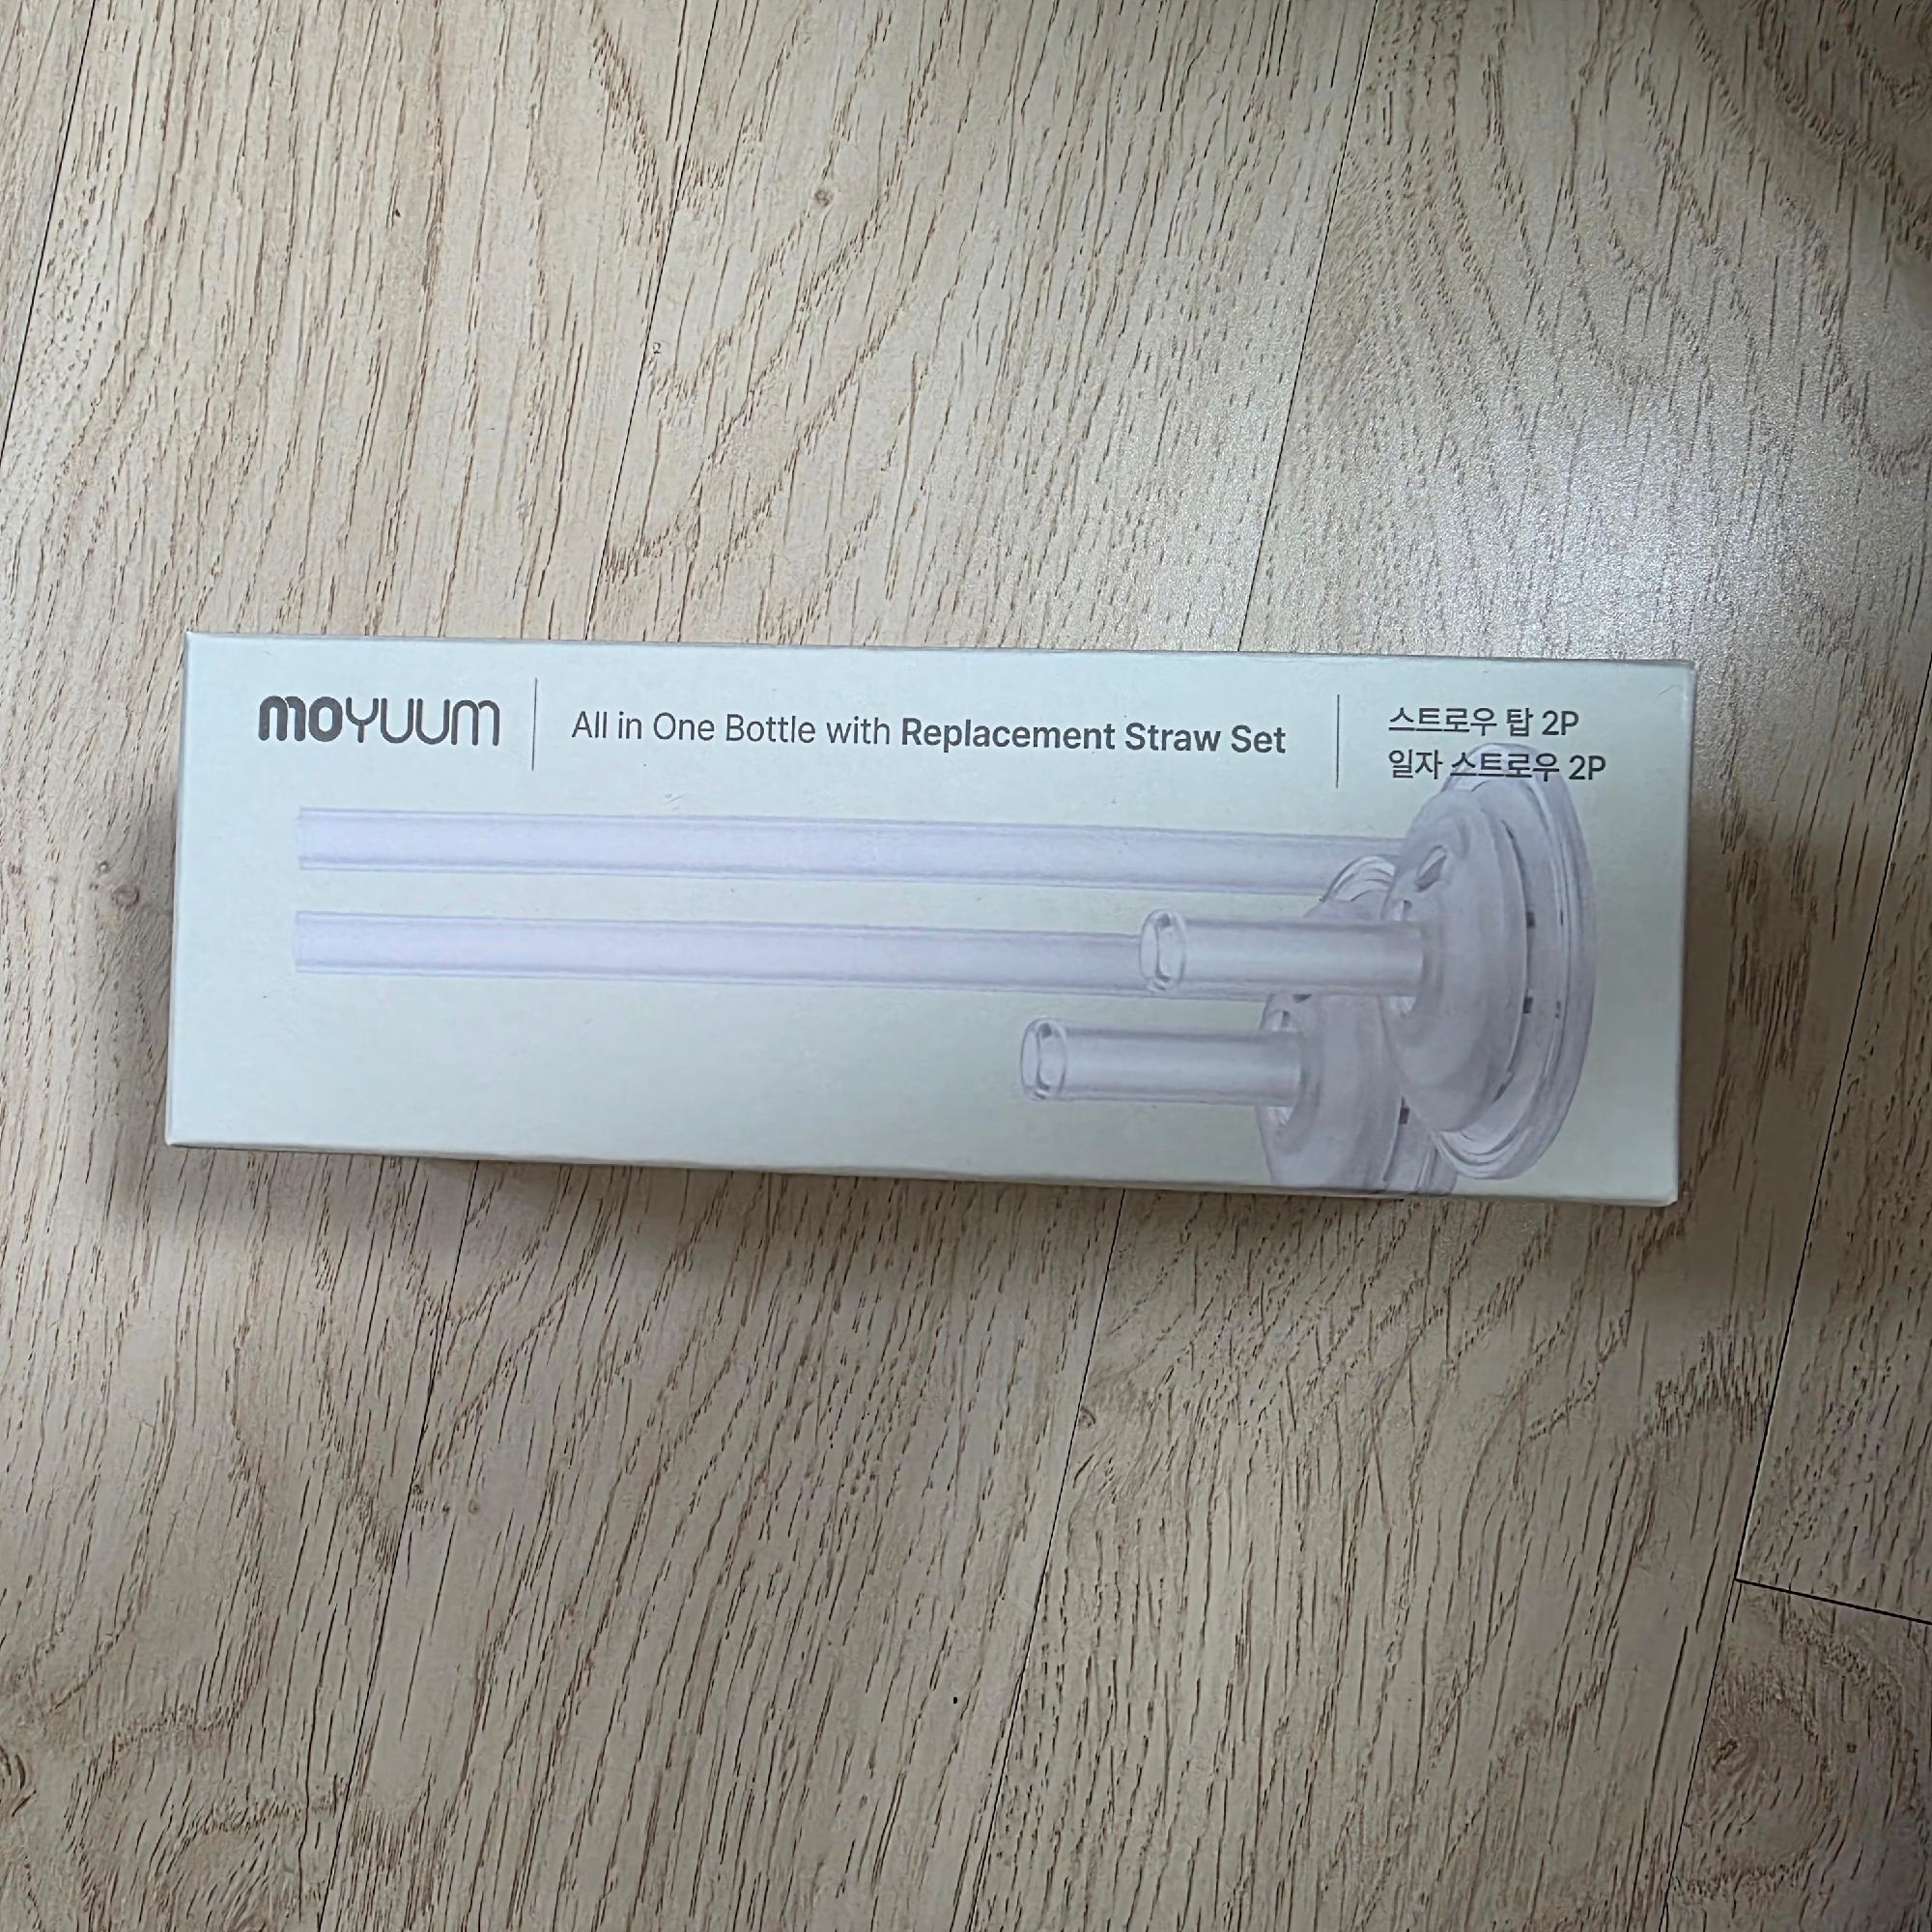 moyuum
All in One Bottle with Replacement Straw Set
스트로우 탑 2P
일자 스트로우 2P